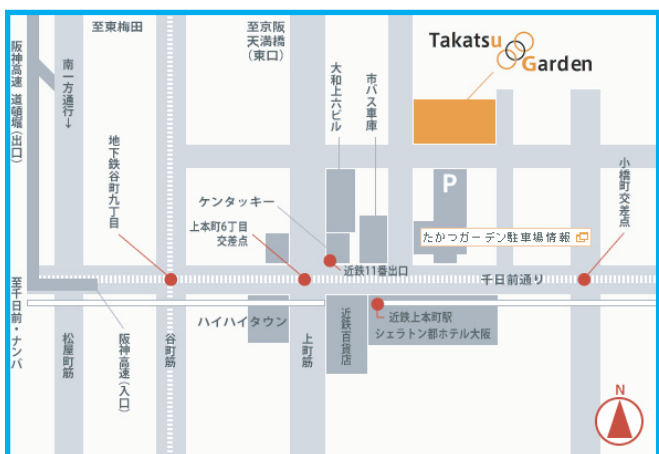 至東梅田
至京阪
天満橋
(東口)
Takatsu
Garden
阪神高速 道頓堀(出口)
南一方通行→
大和上六ビル
市バス車庫
地下鉄谷町九丁目
小橋町交差点
P
ケンタッキー
上本町6丁目
交差点
たかつガーデン駐車場情報
近鉄11番出口
千日前通り
至千日前・ナンバ
松屋町筋
阪神高速(入口)
谷町筋
ハイハイタウン
上町筋
近鉄百貨店
近鉄上本町駅
シェラトン都ホテル大阪
N